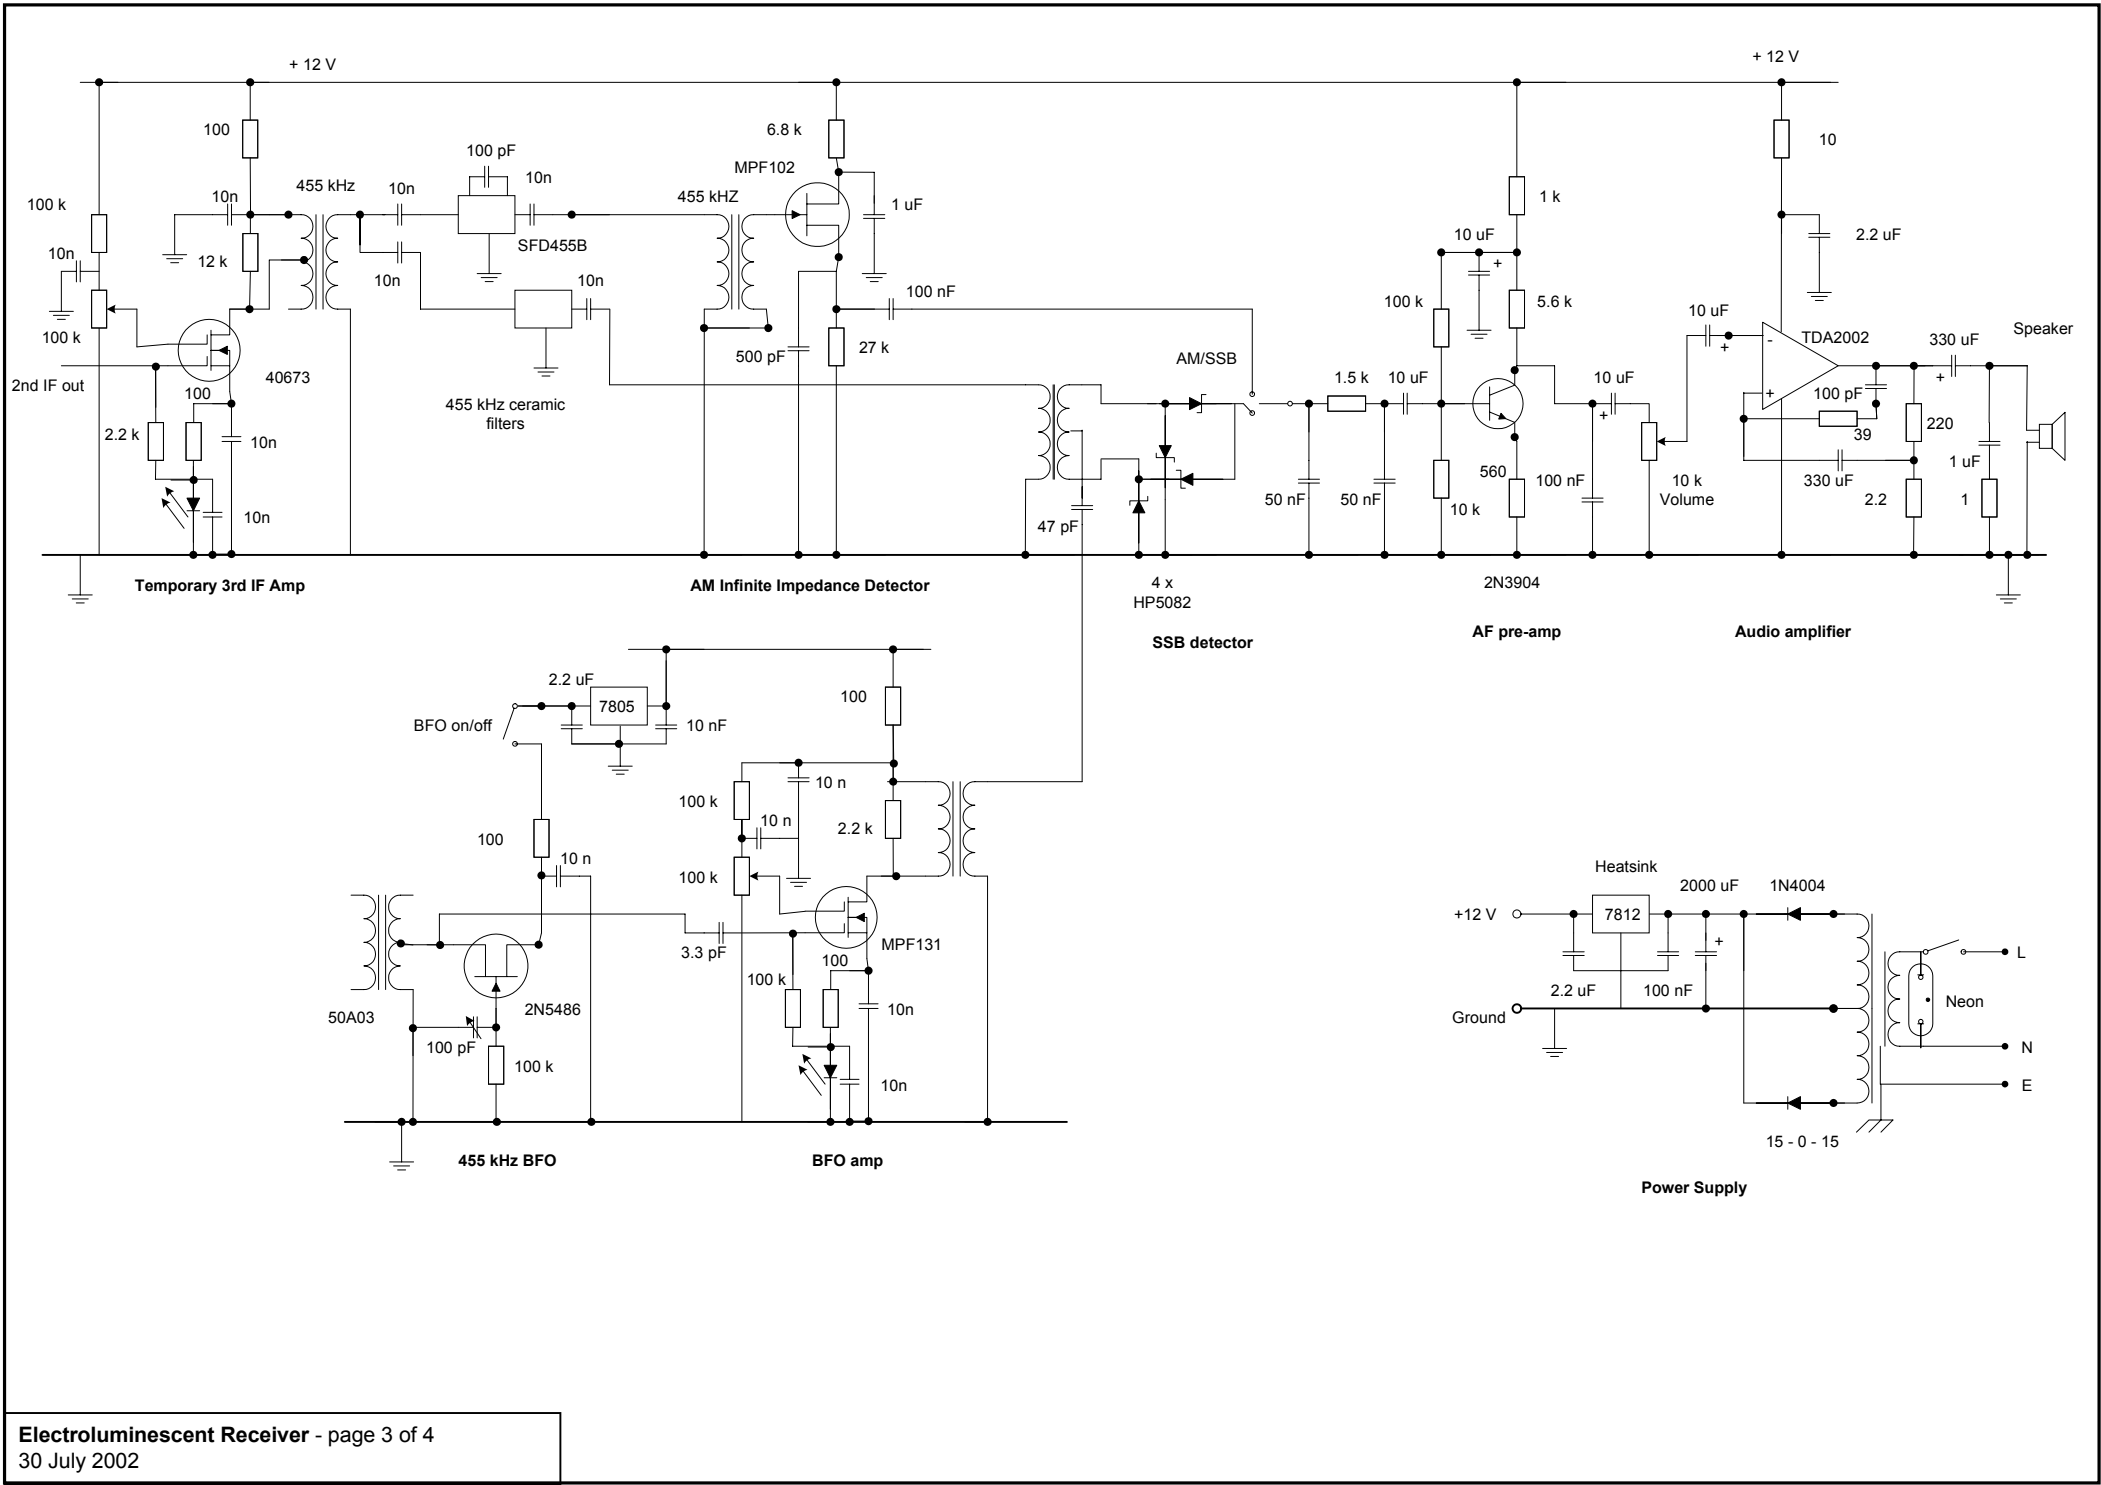 + 12 V
+ 12 V
100
6.8 k
10
100 pF
MPF102
10n
455 kHz
10n
10n
455 kHZ
1 k
100 k
1 uF
10 uF
2.2 uF
SFD455B
+
10n
12 k
10n
10n
100 nF
100 k
5.6 k
10 uF
Speaker
100 k
TDA2002
330 uF
-
+
500 pF
27 k
AM/SSB
2nd IF out
40673
1.5 k
10 uF
10 uF
+
+
100
455 kHz ceramic
filters
+
100 pF
2.2 k
10n
39
220
560
1 uF
50 nF
50 nF
100 nF
10 k
Volume
330 uF
2.2
1
10n
47 pF
10 k
Temporary 3rd IF Amp
AM Infinite Impedance Detector
4 x
HP5082
2N3904
SSB detector
AF pre-amp
Audio amplifier
2.2 uF
7805
100
BFO on/off
10 nF
10 n
100 k
10 n
2.2 k
100
10 n
100 k
Heatsink
2000 uF
1N4004
+12 V
7812
+
3.3 pF
MPF131
L
100
100 k
2.2 uF
100 nF
Neon
50A03
2N5486
10n
Ground
100 pF
N
100 k
10n
E
15 - 0 - 15
455 kHz BFO
BFO amp
Power Supply
Electroluminescent Receiver - page 3 of 4
30 July 2002